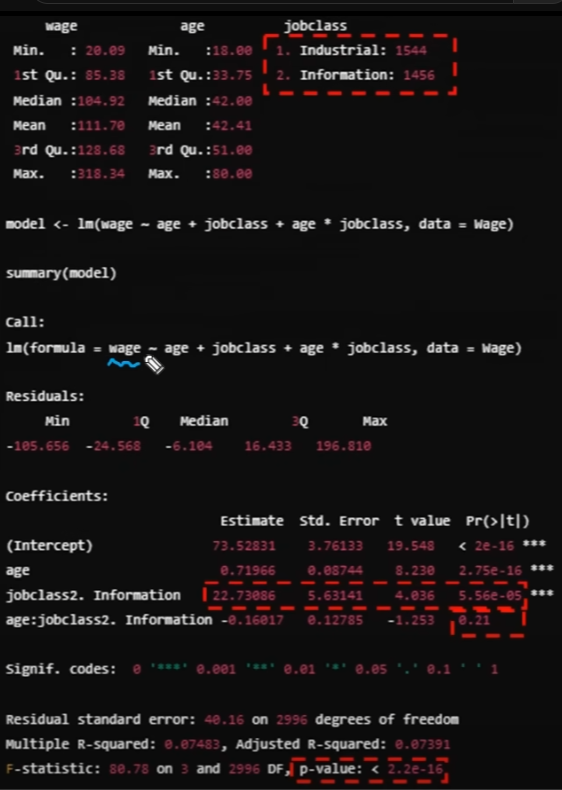 wage age jobclass
Min. : 20.09 Min. :18.00 1. Industrial: 1544
1st Qu.: 85.38 1st Qu.:33.75 2. Information: 1456
Median :104.92 Median :42.00
Mean :111.70 Mean :42.41
3rd Qu.:128.68 3rd Qu.:51.00
Max. :318.34 Max. :80.00
model <- lm(wage ~ age + jobclass + age * jobclass, data = Wage)
summary(model)
Call:
lm(formula = wage ~ age + jobclass + age * jobclass, data = Wage)
Residuals:
Min 1Q Median 3Q Max
-105.656 -24.568 -6.104 16.433 196.810
Coefficients:
Estimate Std. Error t value Pr(>|t|)
(Intercept) 73.52831 3.76133 19.548 < 2e-16 ***
age 0.71966 0.08744 8.230 2.75e-16 ***
jobclass2. Information 22.73086 5.63141 4.036 5.56e-05 ***
age:jobclass2. Information -0.16017 0.12785 -1.253 0.21
Signif. codes: 0 '***' 0.001 '**' 0.01 '*' 0.05 '.' 0.1 ' ' 1
Residual standard error: 40.16 on 2996 degrees of freedom
Multiple R-squared: 0.07483, Adjusted R-squared: 0.07391
F-statistic: 80.78 on 3 and 2996 DF, p-value: < 2.2e-16